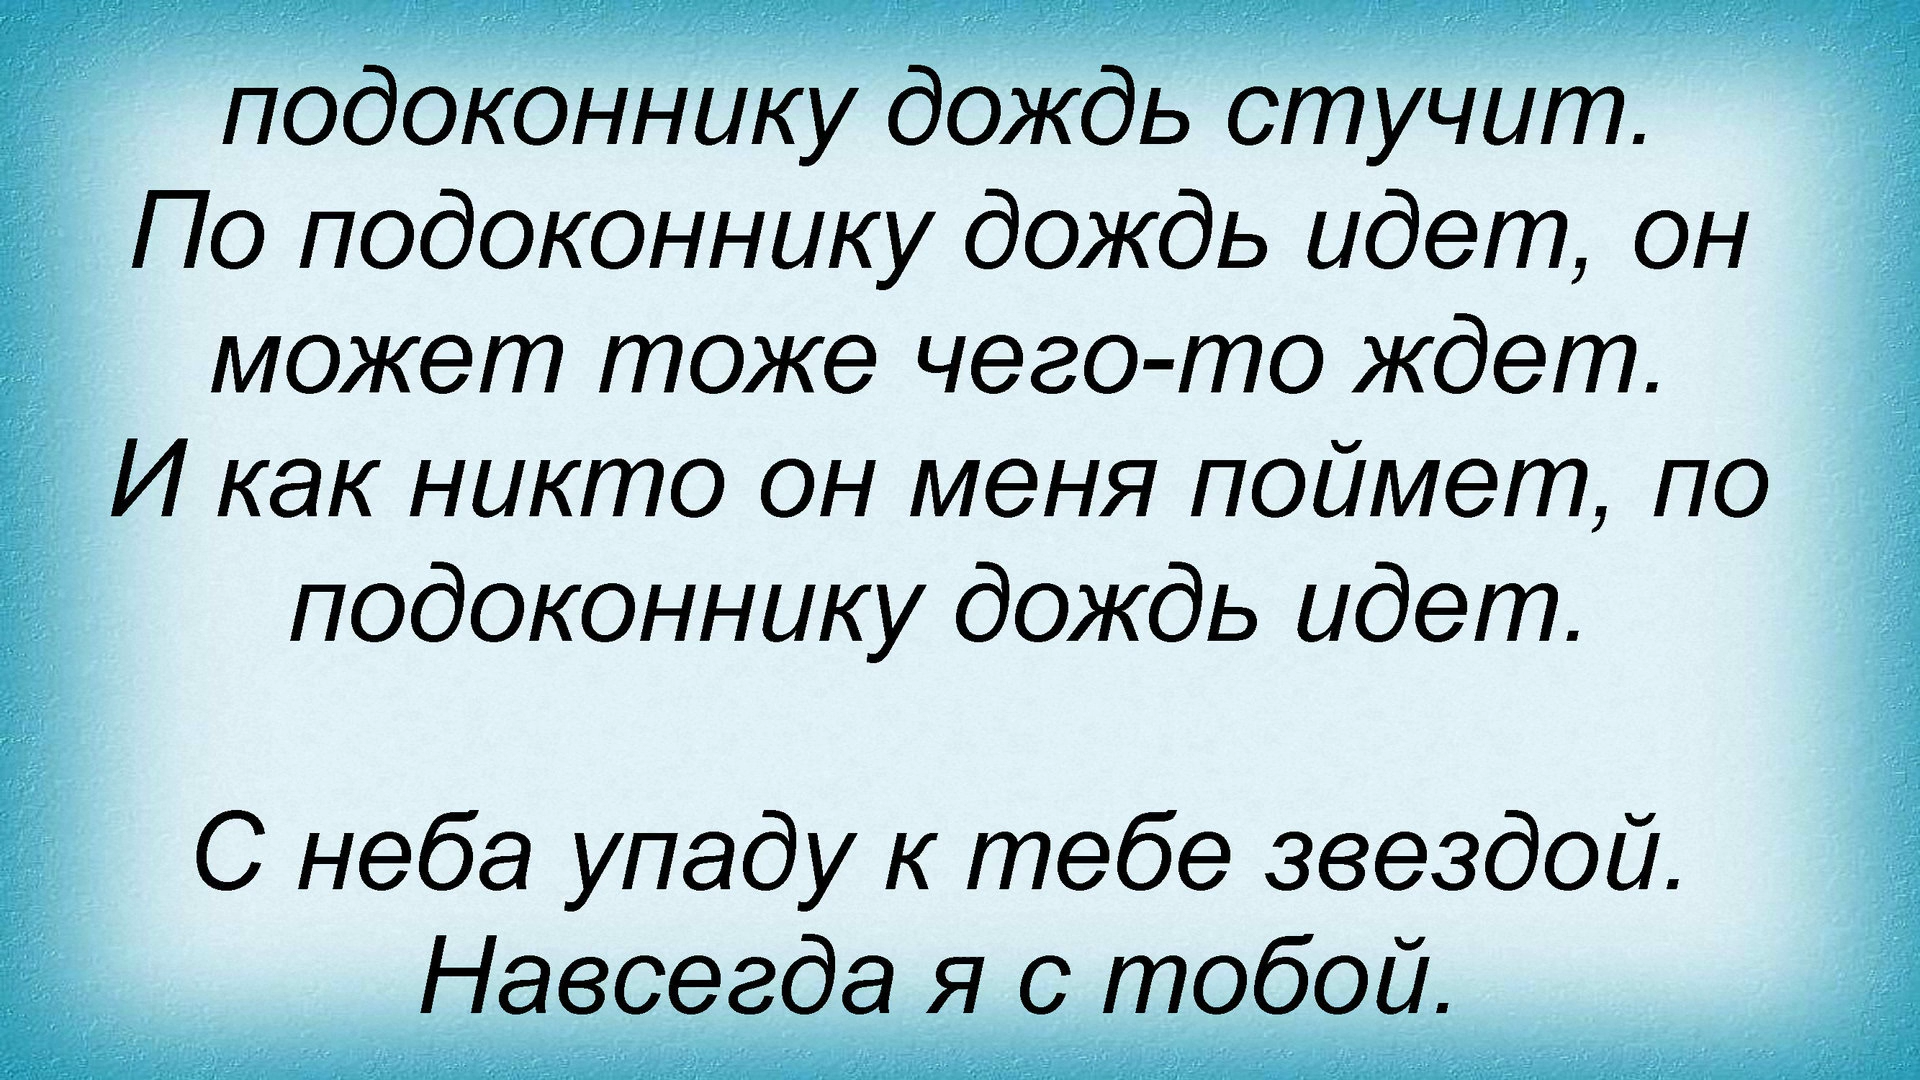 подоконнику дождь стучит.
По подоконнику дождь идет, он
может тоже чего-то ждет.
И как никто он меня поймет, по
подоконнику дождь идет.
С неба упаду к тебе звездой.
Навсегда я с тобой.